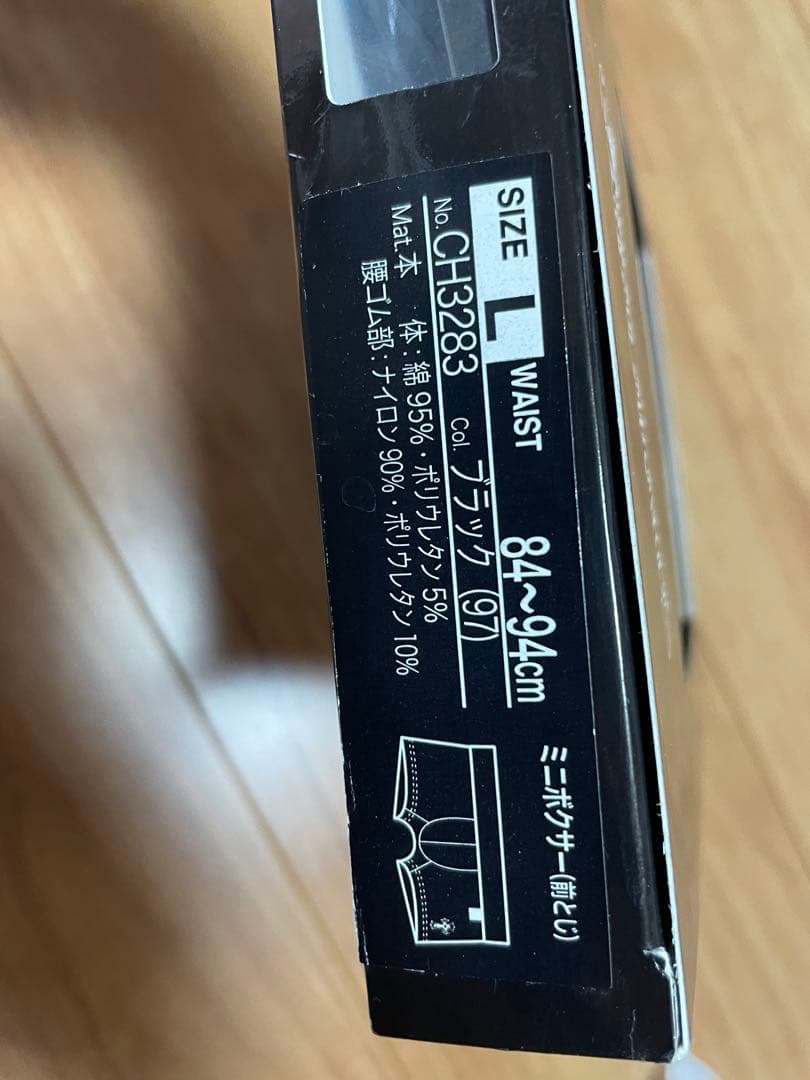 SIZE L WAIST 84～94cm
No. CH3283 Col. ブラック (97)
Mat. 本 体：綿 95%・ポリウレタン 5%
腰ゴム部：ナイロン 90%・ポリウレタン 10%
ミニボクサー(前とじ)